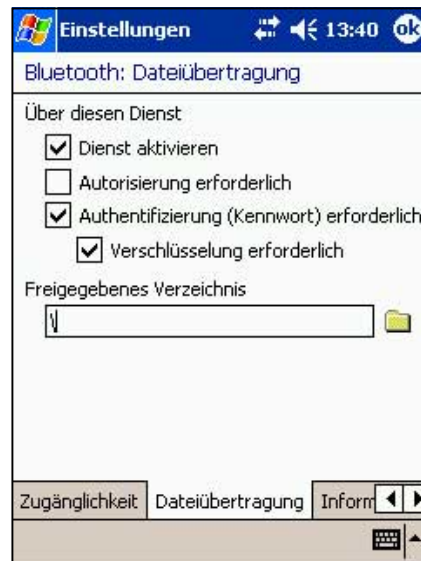 Einstellungen 13:40 ok
Bluetooth: Dateiübertragung
Über diesen Dienst
Dienst aktivieren
Autorisierung erforderlich
Authentifizierung (Kennwort) erforderlich
Verschlüsselung erforderlich
Freigegebenes Verzeichnis
\
Zugänglichkeit Dateiübertragung Inform